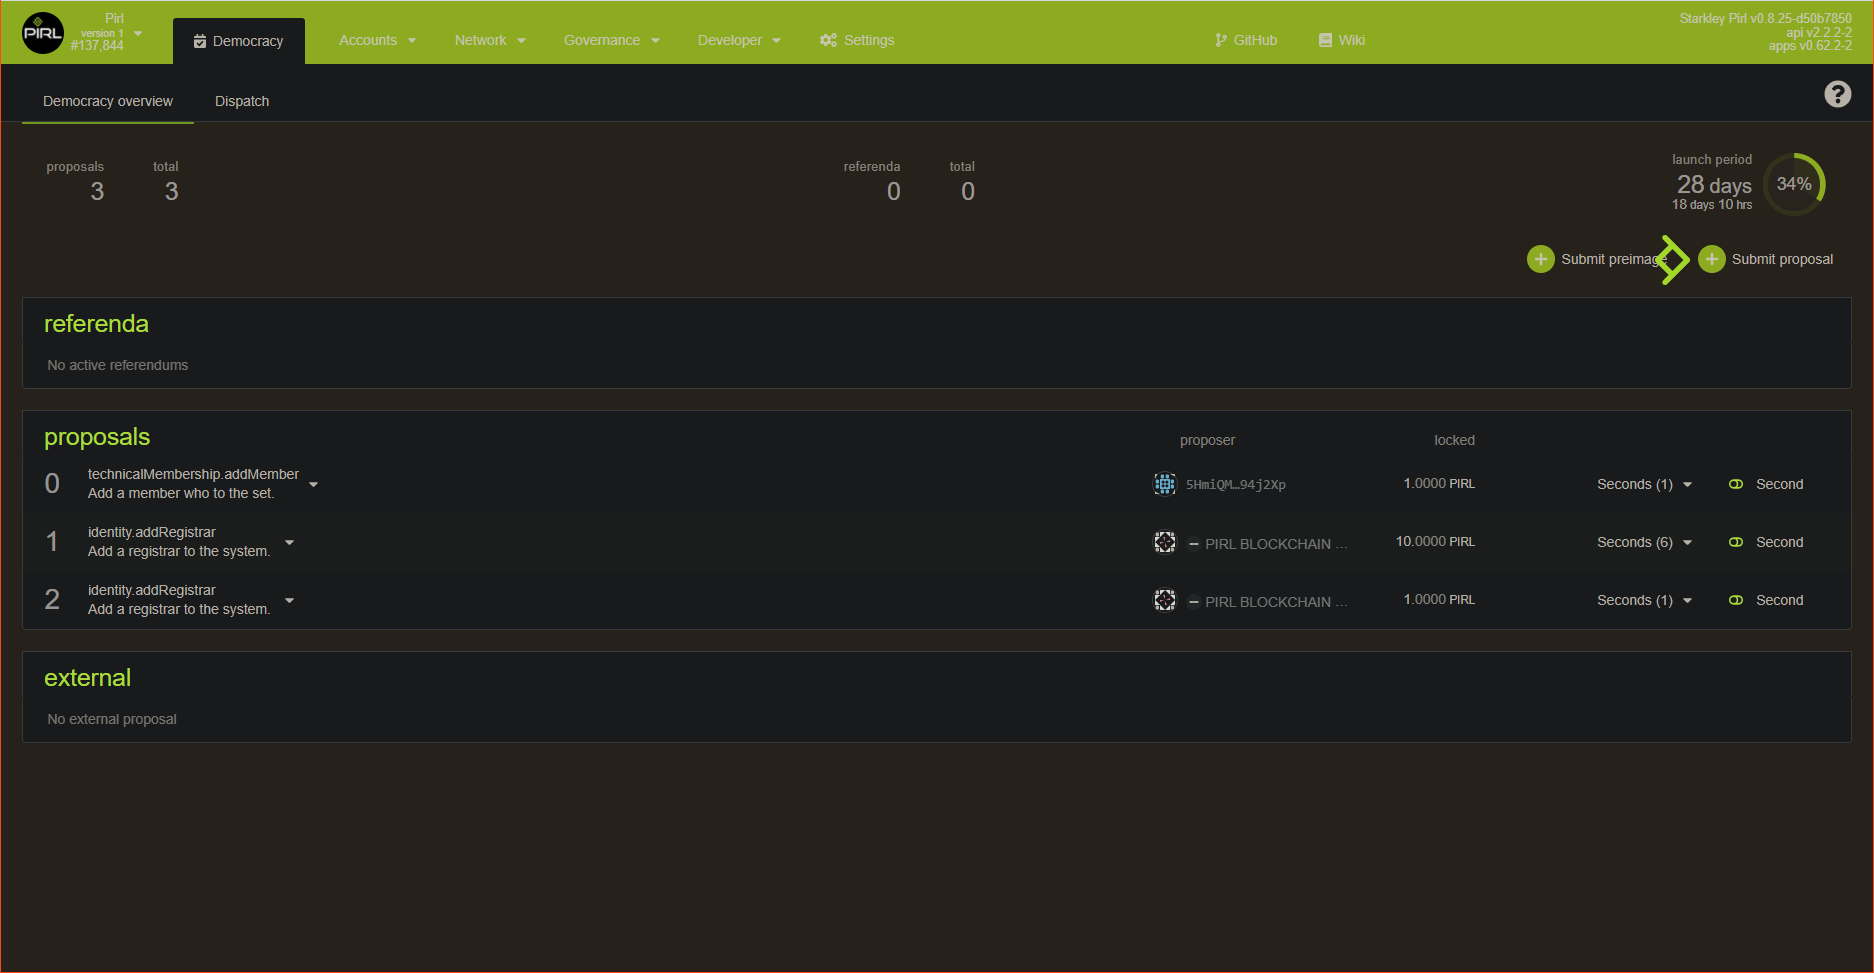 PIRL
Pirl
version 1
#137,844
Democracy
Accounts
Network
Governance
Developer
Settings
GitHub
Wiki
Starkley Pirl v0.8.25-d50b7850
api v2.2.2-2
apps v0.62.2-2
Democracy overview
Dispatch
?
proposals
3
total
3
referenda
0
total
0
launch period
28 days
18 days 10 hrs
34%
Submit preimage
Submit proposal
referenda
No active referendums
proposals
proposer
locked
0
technicalMembership.addMember
Add a member who to the set.
5HmiQM…94j2Xp
1.0000 PIRL
Seconds (1)
Second
1
identity.addRegistrar
Add a registrar to the system.
PIRL BLOCKCHAIN …
10.0000 PIRL
Seconds (6)
Second
2
identity.addRegistrar
Add a registrar to the system.
PIRL BLOCKCHAIN …
1.0000 PIRL
Seconds (1)
Second
external
No external proposal